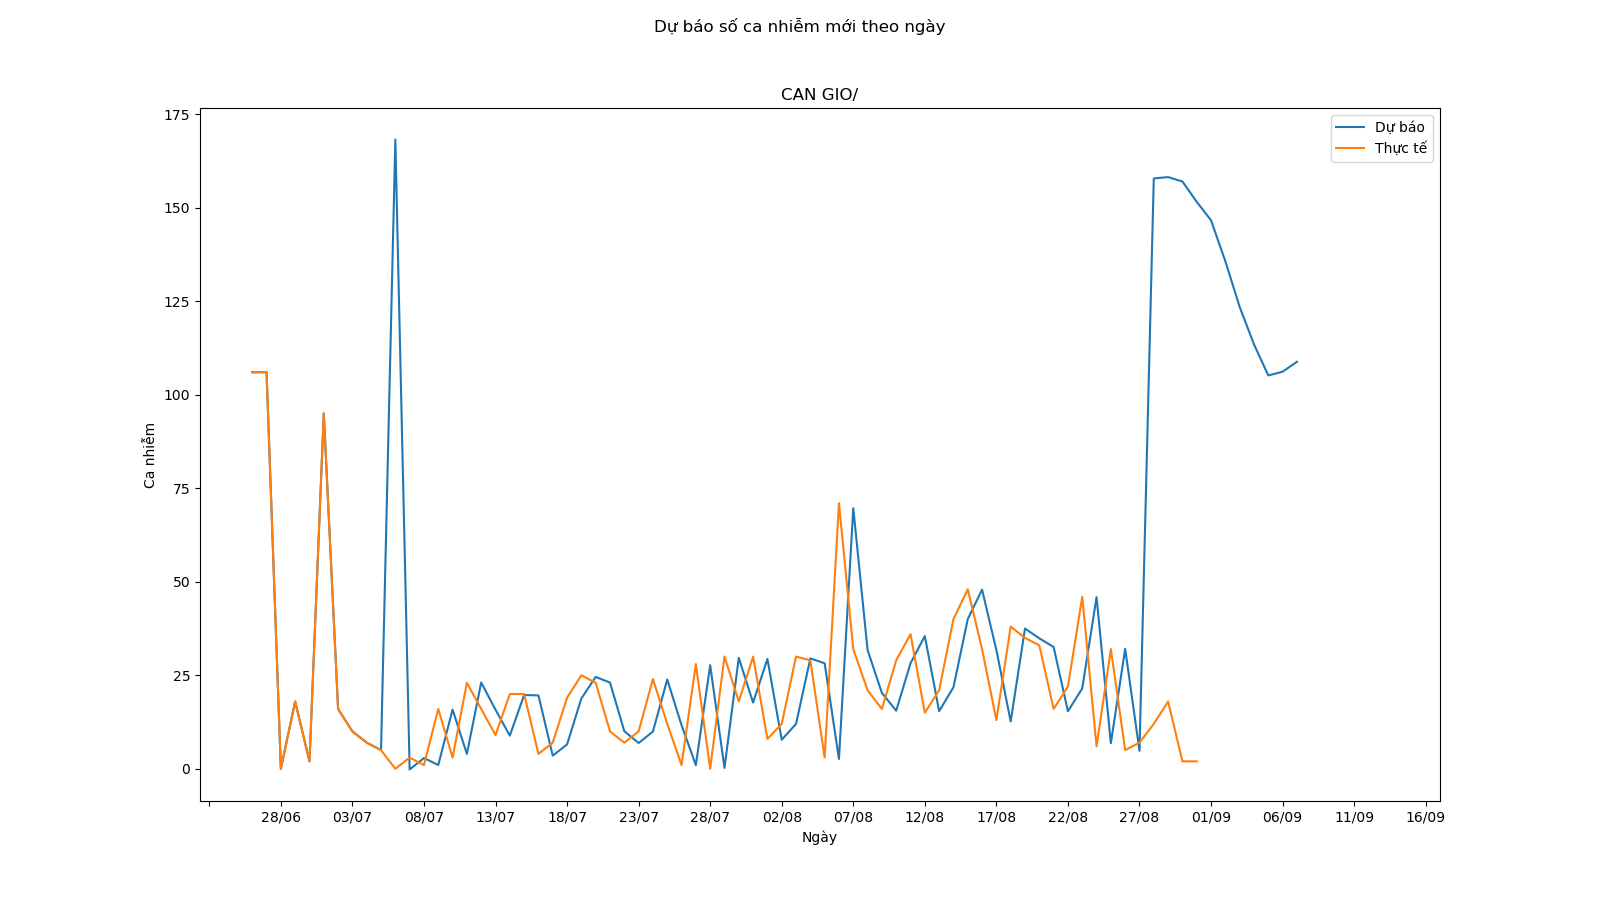 Dự báo số ca nhiễm mới theo ngày
CAN GIO/
175
150
125
100
75
50
25
0
Ca nhiễm
Dự báo
Thực tế
28/06 03/07 08/07 13/07 18/07 23/07 28/07 02/08 07/08 12/08 17/08 22/08 27/08 01/09 06/09 11/09 16/09
Ngày